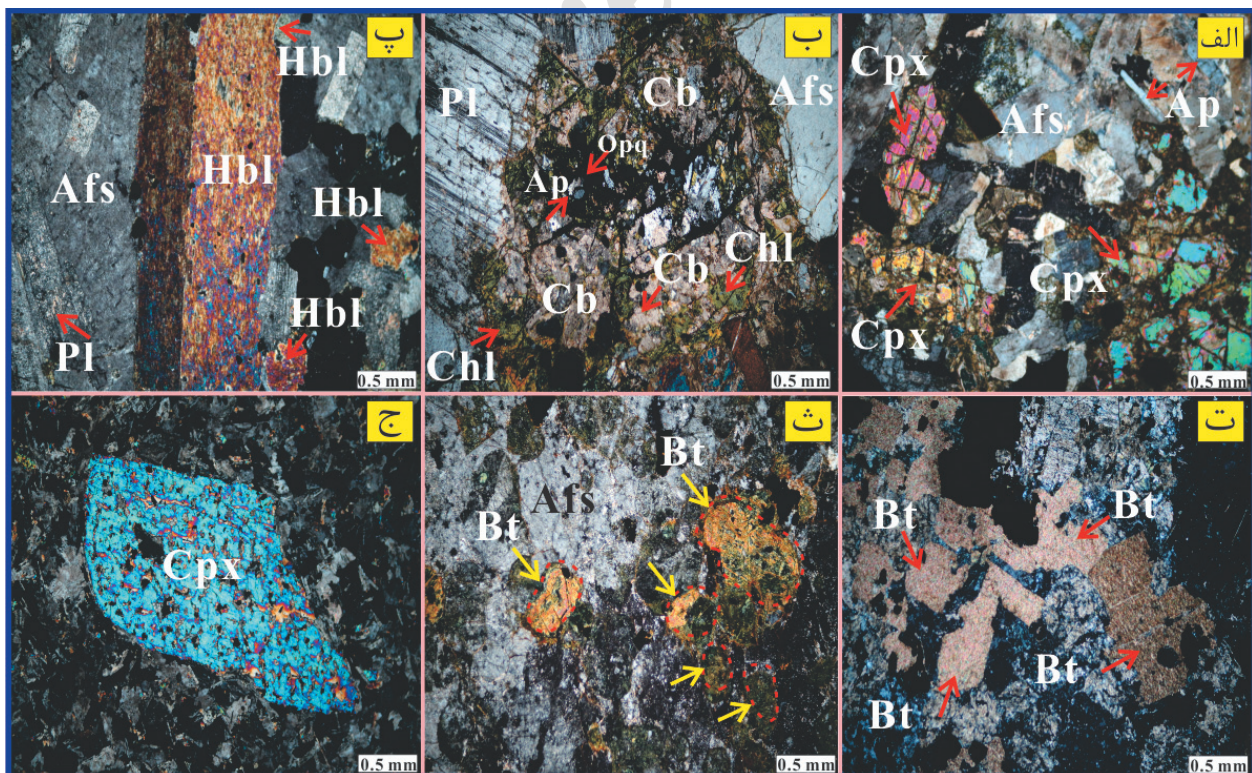 الف
Cpx
Ap
Afs
Cpx
Cpx
0.5 mm
ب
Cb
Pl
Afs
Opq
Ap
Chl
Cb
Cb
Chl
0.5 mm
پ
Hbl
Afs
Hbl
Hbl
Hbl
Pl
0.5 mm
ت
Bt
Bt
Bt
Bt
0.5 mm
ث
Bt
Afs
Bt
0.5 mm
ج
Cpx
0.5 mm